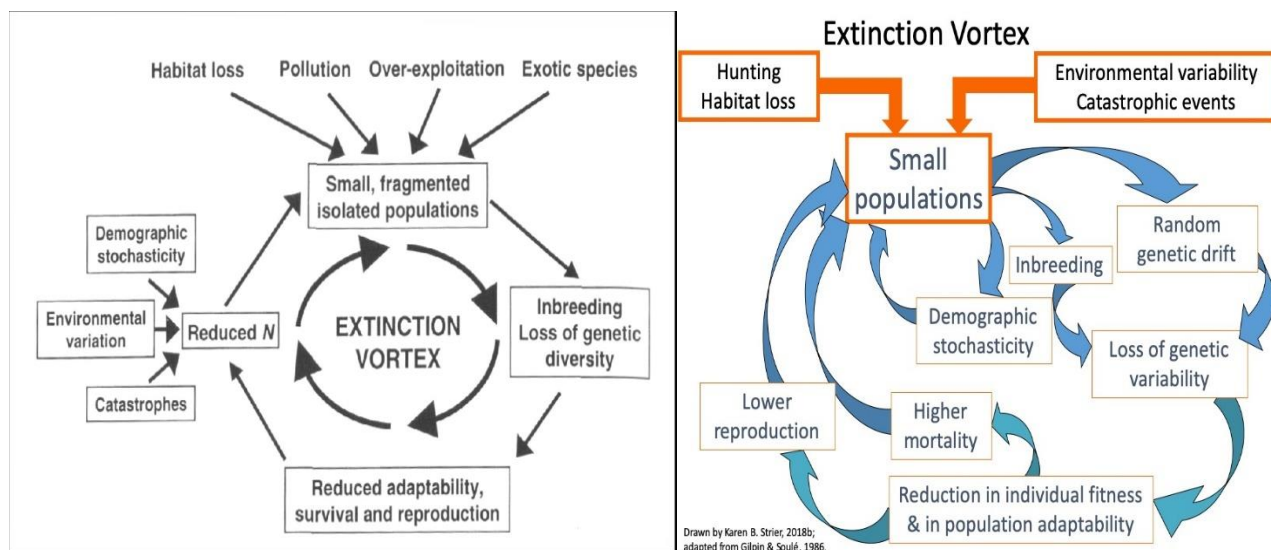 Habitat loss
Pollution
Over-exploitation
Exotic species
Small, fragmented
isolated populations
Demographic
stochasticity
Environmental
variation
Reduced N
Catastrophes
EXTINCTION
VORTEX
Inbreeding
Loss of genetic
diversity
Reduced adaptability,
survival and reproduction
Extinction Vortex
Hunting
Habitat loss
Environmental variability
Catastrophic events
Small
populations
Random
genetic drift
Inbreeding
Demographic
stochasticity
Loss of genetic
variability
Lower
reproduction
Higher
mortality
Reduction in individual fitness
& in population adaptability
Drawn by Karen B. Strier, 2018b;
adapted from Gilpin & Soulé, 1986.